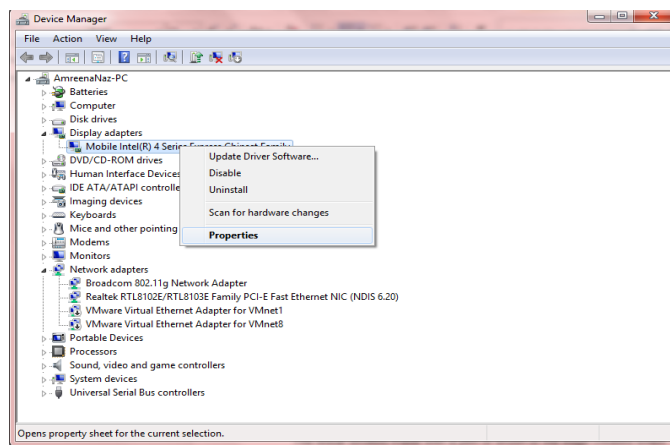 Device Manager
File Action View Help
AmreenaNaz-PC
Batteries
Computer
Disk drives
Display adapters
Mobile Intel(R) 4 Series Express Chipset Family
DVD/CD-ROM drives
Human Interface Devices
IDE ATA/ATAPI controlle
Imaging devices
Keyboards
Mice and other pointing
Modems
Monitors
Network adapters
Broadcom 802.11g Network Adapter
Realtek RTL8102E/RTL8103E Family PCI-E Fast Ethernet NIC (NDIS 6.20)
VMware Virtual Ethernet Adapter for VMnet1
VMware Virtual Ethernet Adapter for VMnet8
Portable Devices
Processors
Sound, video and game controllers
System devices
Universal Serial Bus controllers
Update Driver Software...
Disable
Uninstall
Scan for hardware changes
Properties
Opens property sheet for the current selection.